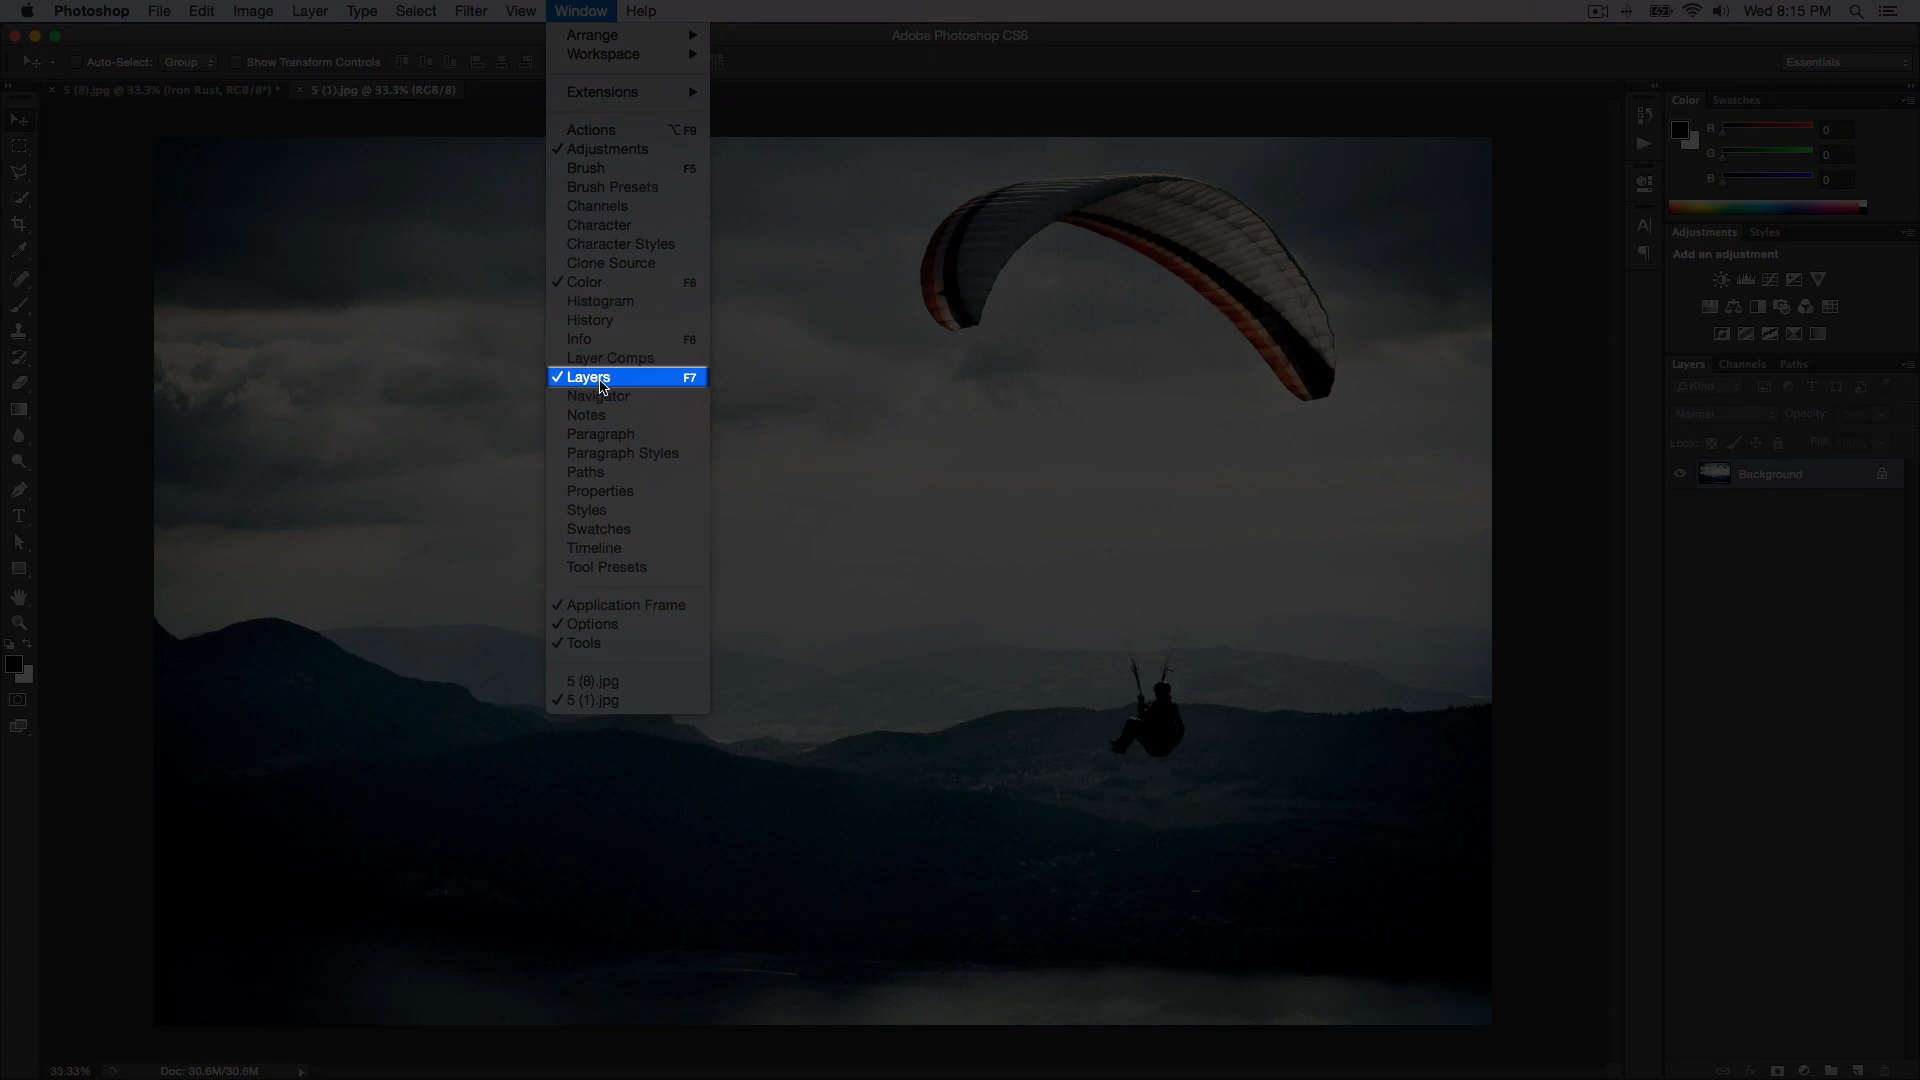 Photoshop File Edit Image Layer Type Select Filter View Window Help Wed 8:15 PM
Adobe Photoshop CS6
Auto-Select: Group Show Transform Controls Essentials
5 (8).jpg @ 33.3% (Iron Rust, RGB/8*) * 5 (1).jpg @ 33.3% (RGB/8)
Arrange
Workspace
Extensions
Actions ⌥F9
✓ Adjustments
Brush F5
Brush Presets
Channels
Character
Character Styles
Clone Source
✓ Color F6
Histogram
History
Info F8
Layer Comps
✓ Layers F7
Navigator
Notes
Paragraph
Paragraph Styles
Paths
Properties
Styles
Swatches
Timeline
Tool Presets
✓ Application Frame
✓ Options
✓ Tools
5 (8).jpg
✓ 5 (1).jpg
Color Swatches
R 0
G 0
B 0
Adjustments Styles
Add an adjustment
Layers Channels Paths
Kind
Normal Opacity: 100%
Lock: Fill: 100%
Background
33.33% Doc: 30.6M/30.6M